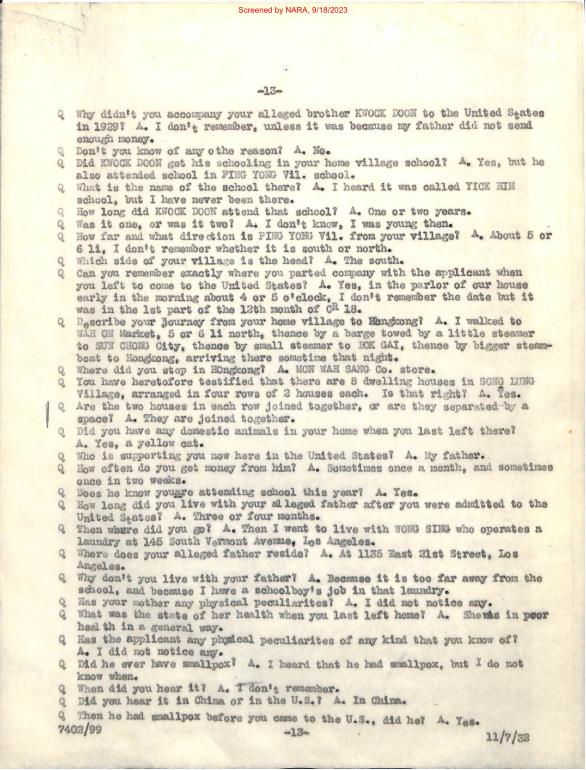 Screened by NARA, 9/18/2023
-13-
Q Why didn't you accompany your alleged brother KWOCK DOON to the United States
in 1929? A. I don't remember, unless it was because my father did not send
enough money.
Q Don't you know of any othe reason? A. No.
Q Did KWOCK DOON get his schooling in your home village school? A. Yes, but he
also attended school in PING YONG Vil. school.
Q What is the name of the school there? A. I heard it was called YICK HIM
school, but I have never been there.
Q How long did KWOCK DOON attend that school? A. One or two years.
Q Was it one, or was it two? A. I don't know, I was young then.
Q How far and what direction is PING YONG Vil. from your village? A. About 5 or
6 li, I don't remember whether it is south or north.
Q Which side of your village is the head? A. The south.
Q Can you remember exactly where you parted company with the applicant when
you left to come to the United States? A. Yes, in the parlor of our house
early in the morning about 4 or 5 o'clock, I don't remember the date but it
was in the 1st part of the 12th month of CR 18.
Q Describe your journey from your home village to Hongkong? A. I walked to
WAH ON Market, 5 or 6 li north, thence by a barge towed by a little steamer
to SUN CHONG City, thence by small steamer to HOK GAI, thence by bigger steam-
boat to Hongkong, arriving there sometime that night.
Q Where did you stop in HOngkong? A. MON WAH SANG Co. store.
Q You have heretofore testified that there are 8 dwelling houses in SONG LUNG
Village, arranged in four rows of 2 houses each. Is that right? A. Yes.
Q Are the two houses in each row joined together, or are they separated by a
space? A. They are joined together.
Q Did you have any domestic animals in your home when you last left there?
A. Yes, a yellow cat.
Q Who is supporting you now here in the United States? A. My father.
Q How often do you get money from him? A. Sometimes once a month, and sometimes
once in two weeks.
Q Does he know youare attending school this year? A. Yes.
Q How long did you live with your alleged father after you were admitted to the
United States? A. Three or four months.
Q Then where did you go? A. Then I went to live with WONG SING who operates a
laundry at 145 South Vermont Avenue, Los Angeles.
Q Where does your alleged father reside? A. At 1135 East 21st Street, Los
Angeles.
Q Why don't you live with your father? A. Because it is too far away from the
school, and because I have a schoolboy's job in that laundry.
Q Has your mother any physical peculiarites? A. I did not notice any.
Q What was the state of her health when you last left home? A. Shewas in poor
health in a general way.
Q Has the applicant any physical peculiarites of any kind that you know of?
A. I did not notice any.
Q Did he ever have smallpox? A. I heard that he had smallpox, but I do not
know when.
Q When did you hear it? A. I don't remember.
Q Did you hear it in China or in the U.S.? A. In China.
Q Then he had smallpox before you came to the U.S., did he? A. Yes.
7402/99 -13- 11/7/32